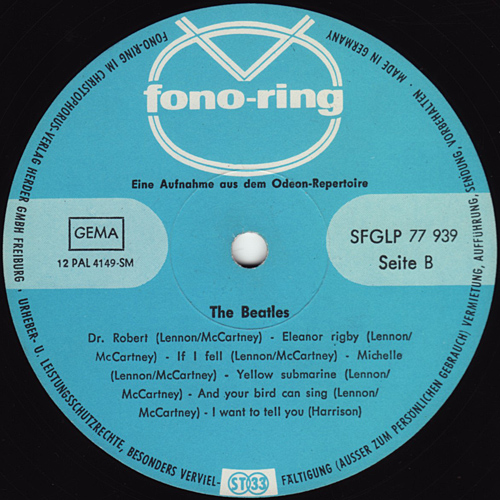 FONO-RING IM CHRISTOPHORUS-VERLAG HERDER GMBH FREIBURG · URHEBER- U. LEISTUNGSSCHUTZRECHTE, BESONDERS VERVIEL-
FÄLTIGUNG (AUSSER ZUM PERSÖNLICHEN GEBRAUCH) VERMIETUNG, AUFFÜHRUNG, SENDUNG, VORBEHALTEN · MADE IN GERMANY
fono-ring
Eine Aufnahme aus dem Odeon-Repertoire
GEMA
12 PAL 4149-SM
SFGLP 77 939
Seite B
The Beatles
Dr. Robert (Lennon/McCartney) - Eleanor rigby (Lennon/
McCartney) - If I fell (Lennon/McCartney) - Michelle
(Lennon/McCartney) - Yellow submarine (Lennon/
McCartney) - And your bird can sing (Lennon/
McCartney) - I want to tell you (Harrison)
ST 33